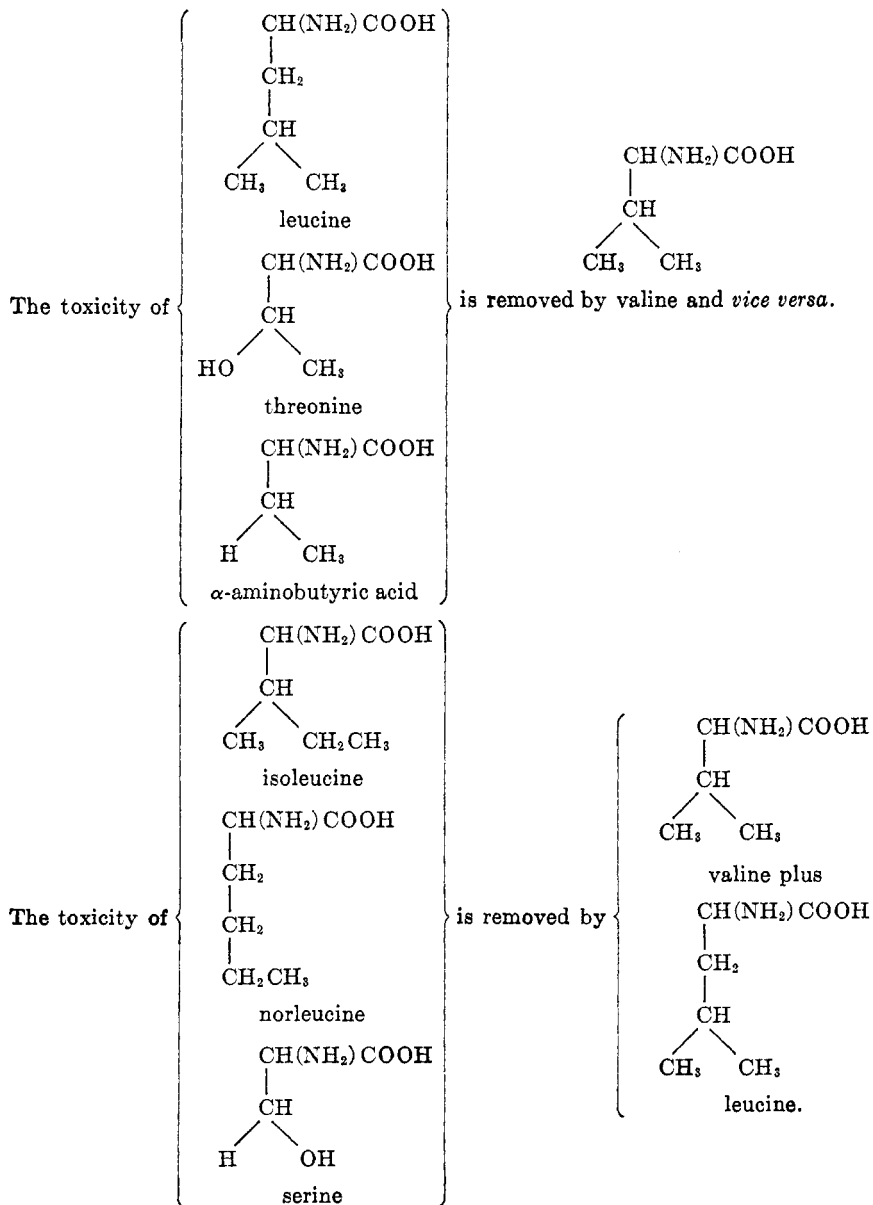 CH(NH₂)COOH
CH₂
CH
CH₃ CH₃
leucine
CH(NH₂)COOH
CH
HO CH₃
threonine
CH(NH₂)COOH
CH
H CH₃
α-aminobutyric acid
The toxicity of
CH(NH₂)COOH
CH
CH₃ CH₃
is removed by valine and vice versa.
CH(NH₂)COOH
CH
CH₃ CH₂CH₃
isoleucine
CH(NH₂)COOH
CH₂
CH₂
CH₂CH₃
norleucine
CH(NH₂)COOH
CH
H OH
serine
The toxicity of
is removed by
CH(NH₂)COOH
CH
CH₃ CH₃
valine plus
CH(NH₂)COOH
CH₂
CH
CH₃ CH₃
leucine.